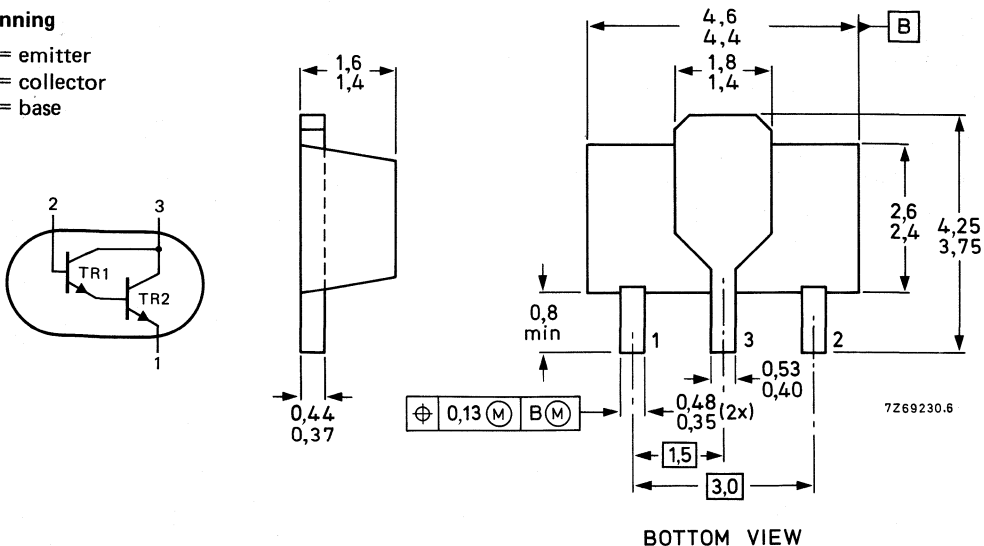 nning
= emitter
= collector
= base
2
3
TR1
TR2
1
1,6
1,4
0,44
0,37
4,6
4,4
B
1,8
1,4
2,6
2,4
4,25
3,75
0,8
min
1
3
2
0,53
0,40
0,13 M B M
0,48
0,35 (2x)
7Z69230.6
1,5
3,0
BOTTOM VIEW